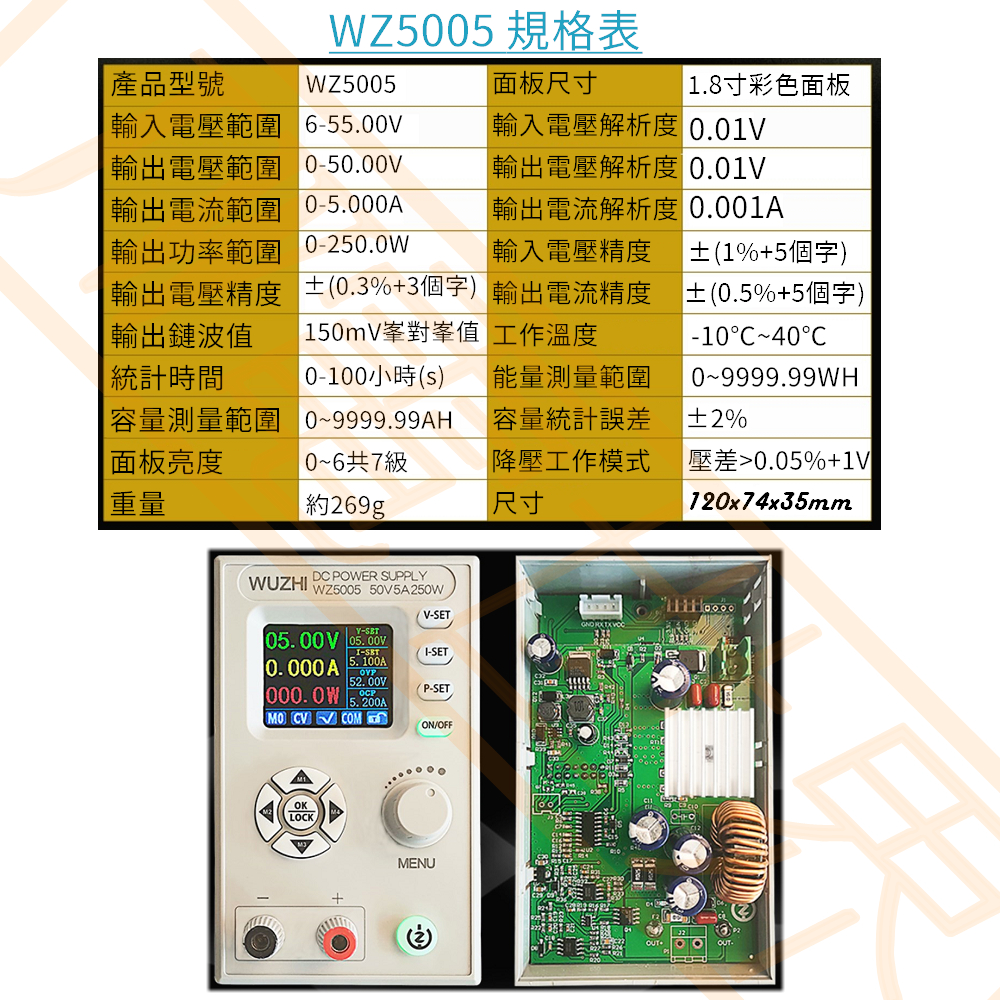 WZ5005 規格表
產品型號 WZ5005 面板尺寸 1.8寸彩色面板
輸入電壓範圍 6-55.00V 輸入電壓解析度 0.01V
輸出電壓範圍 0-50.00V 輸出電壓解析度 0.01V
輸出電流範圍 0-5.000A 輸出電流解析度 0.001A
輸出功率範圍 0-250.0W 輸入電壓精度 ±(1%+5個字)
輸出電壓精度 ±(0.3%+3個字) 輸出電流精度 ±(0.5%+5個字)
輸出鏈波值 150mV峯對峯值 工作溫度 -10°C~40°C
統計時間 0-100小時(s) 能量測量範圍 0~9999.99WH
容量測量範圍 0~9999.99AH 容量統計誤差 ±2%
面板亮度 0~6共7級 降壓工作模式 壓差>0.05%+1V
重量 約269g 尺寸 120x74x35mm
WUZHI DC POWER SUPPLY
WZ5005 50V5A250W
V-SET
I-SET
P-SET
ON/OFF
05.00V
0.000A
000.0W
V-SET
05.00V
I-SET
5.100A
OVP
52.00V
OCP
5.200A
M0 CV COM
M1
M2
OK
LOCK
M4
M3
MENU
− +
GND RX TX VCC
J1
OUT+
J2
OUT-
P1
P2